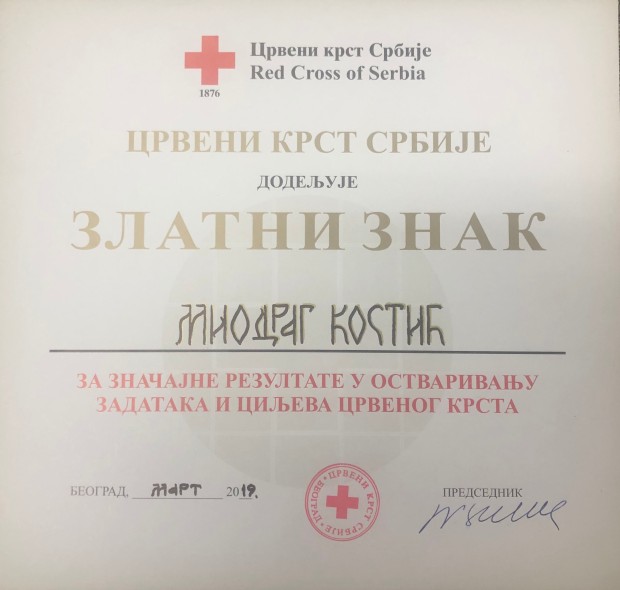 Црвени крст Србије
Red Cross of Serbia
1876
ЦРВЕНИ КРСТ СРБИЈЕ
ДОДЕЉУЈЕ
ЗЛАТНИ ЗНАК
МИОДРАГ КОСТИЋ
ЗА ЗНАЧАЈНЕ РЕЗУЛТАТЕ У ОСТВАРИВАЊУ
ЗАДАТАКА И ЦИЉЕВА ЦРВЕНОГ КРСТА
БЕОГРАД, МАРТ 2019.
ЦРВЕНИ КРСТ СРБИЈЕ • БЕОГРАД •
ПРЕДСЕДНИК